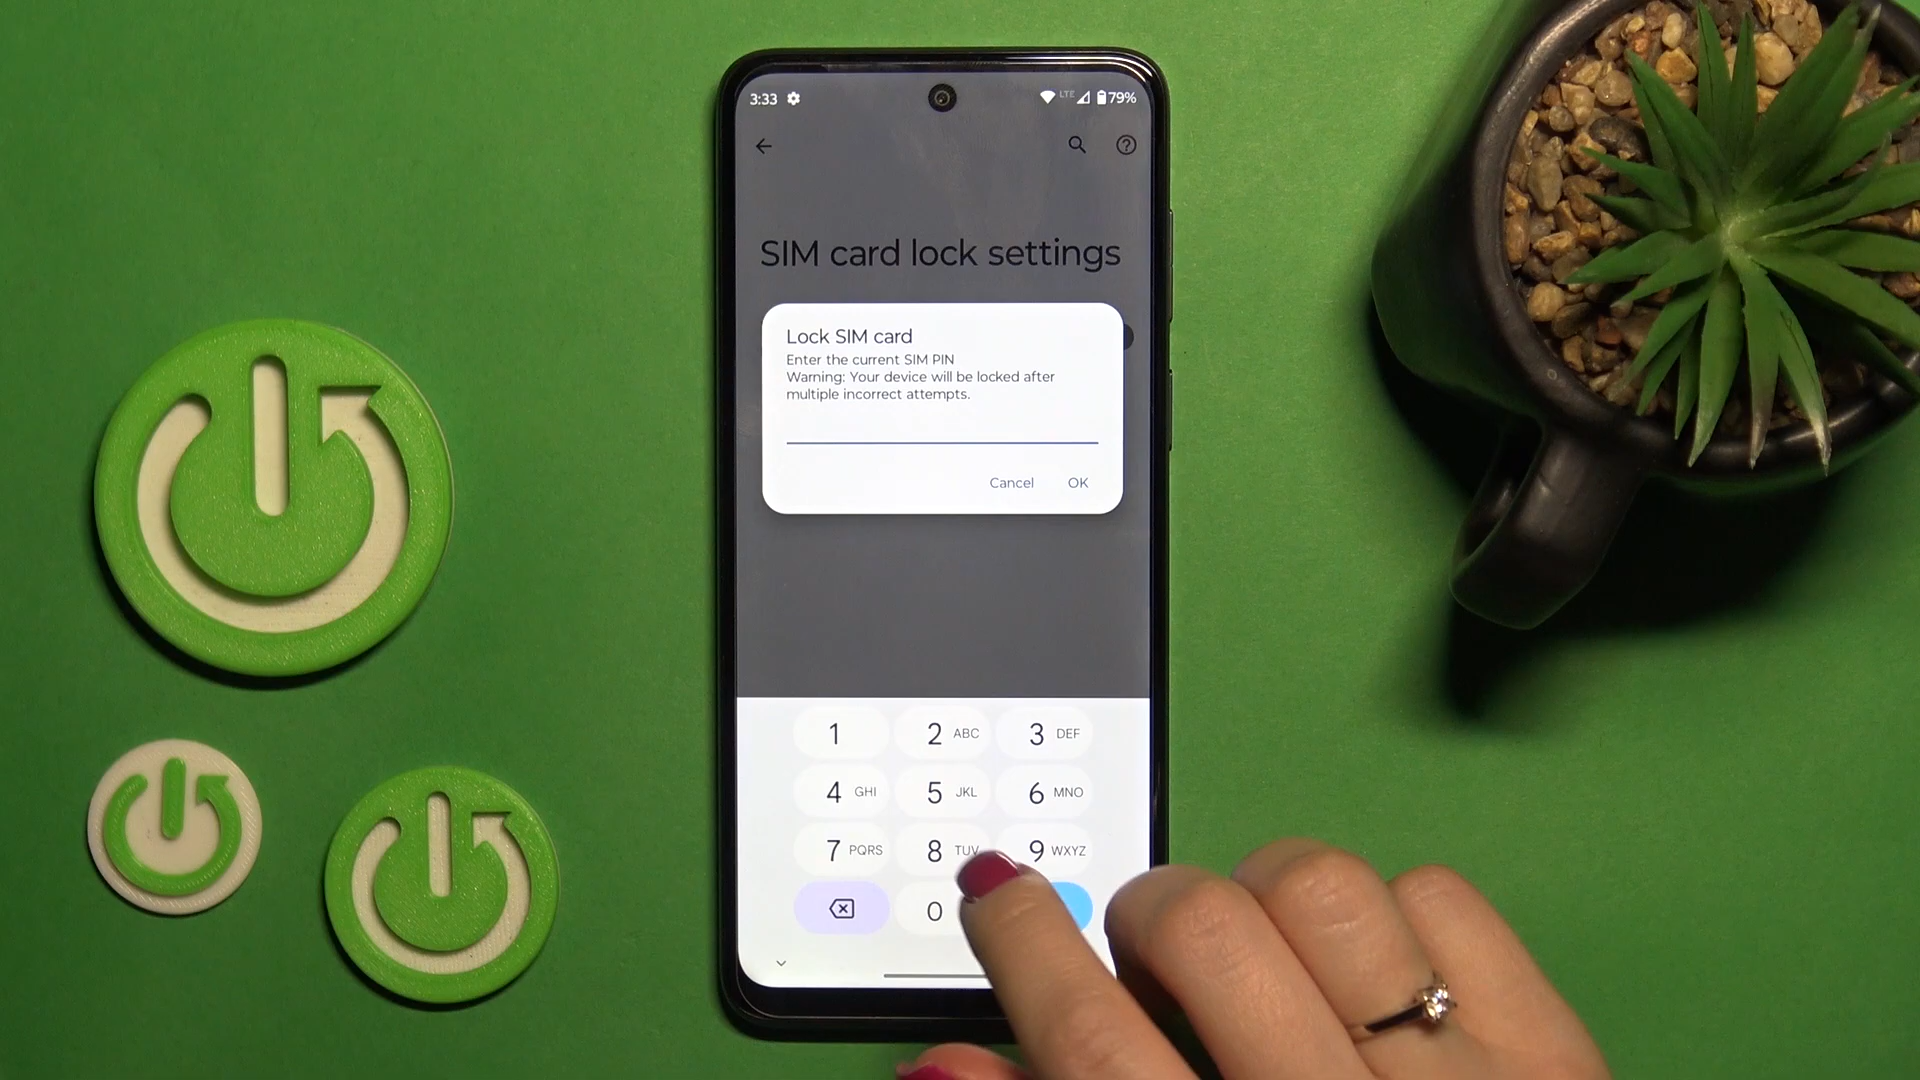 3:33 LTE 79%
SIM card lock settings
Lock SIM card
Enter the current SIM PIN
Warning: Your device will be locked after
multiple incorrect attempts.
Cancel OK
1 2 ABC 3 DEF
4 GHI 5 JKL 6 MNO
7 PQRS 8 TUV 9 WXYZ
0